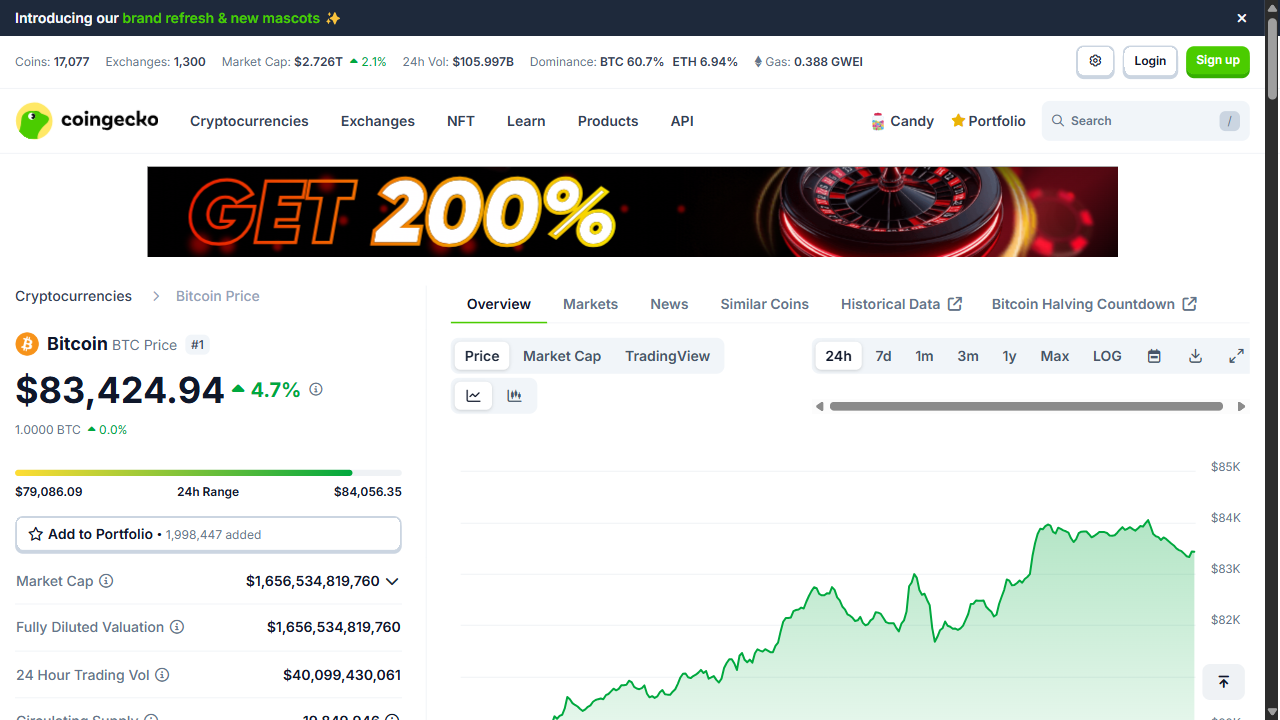 Introducing our brand refresh & new mascots ✨
Coins: 17,077 Exchanges: 1,300 Market Cap: $2.726T 2.1% 24h Vol: $105.997B Dominance: BTC 60.7% ETH 6.94% Gas: 0.388 GWEI
Login
Sign up
coingecko
Cryptocurrencies Exchanges NFT Learn Products API
Candy Portfolio
Search /
GET 200%
Cryptocurrencies Bitcoin Price
Bitcoin BTC Price #1
$83,424.94 4.7%
1.0000 BTC 0.0%
$79,086.09 24h Range $84,056.35
Add to Portfolio • 1,998,447 added
Market Cap $1,656,534,819,760
Fully Diluted Valuation $1,656,534,819,760
24 Hour Trading Vol $40,099,430,061
Overview Markets News Similar Coins Historical Data Bitcoin Halving Countdown
Price Market Cap TradingView
24h 7d 1m 3m 1y Max LOG
$85K
$84K
$83K
$82K